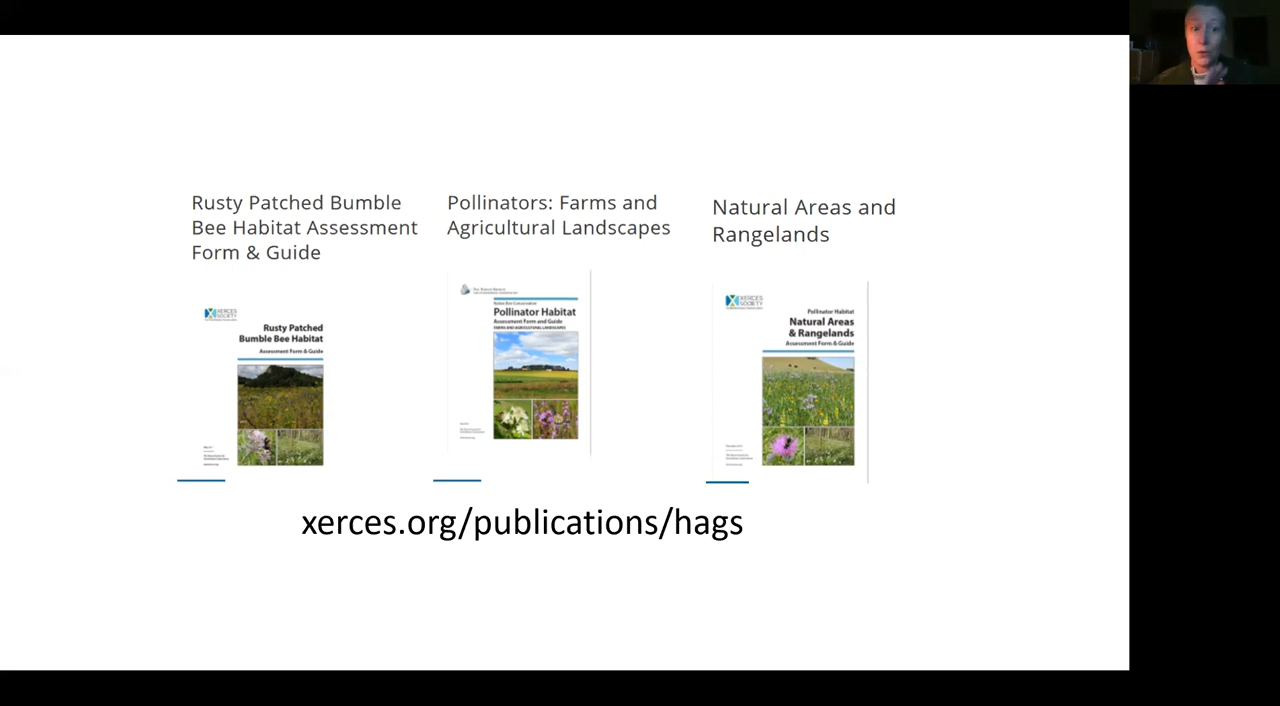 Rusty Patched Bumble
Bee Habitat Assessment
Form & Guide
Pollinators: Farms and
Agricultural Landscapes
Natural Areas and
Rangelands
XERCES
SOCIETY
Rusty Patched
Bumble Bee Habitat
Assessment Form & Guide
Pollinator Habitat
Assessment Form and Guide
FARMS AND AGRICULTURAL LANDSCAPES
XERCES
SOCIETY
Pollinator Habitat
Natural Areas
& Rangelands
Assessment Form & Guide
xerces.org/publications/hags